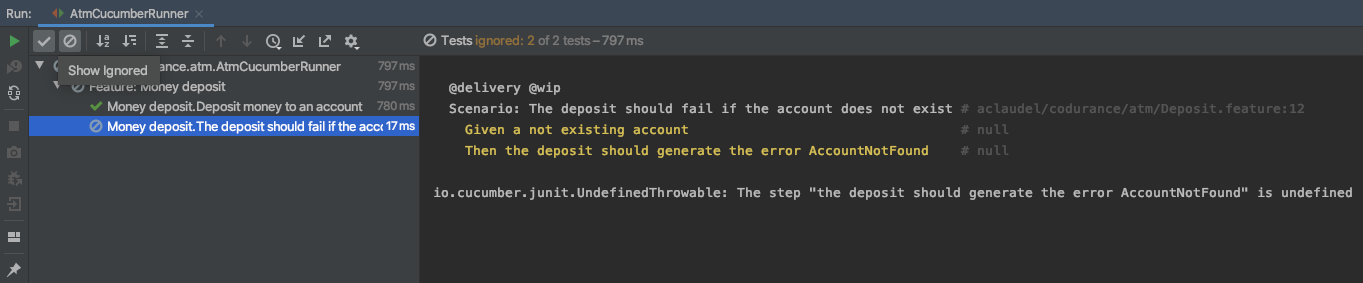 Run: AtmCucumberRunner
Tests ignored: 2 of 2 tests – 797 ms
Show Ignored
ance.atm.AtmCucumberRunner 797 ms
Feature: Money deposit 797 ms
Money deposit.Deposit money to an account 780 ms
Money deposit.The deposit should fail if the acco 17 ms
@delivery @wip
Scenario: The deposit should fail if the account does not exist # aclaudel/codurance/atm/Deposit.feature:12
Given a not existing account # null
Then the deposit should generate the error AccountNotFound # null
io.cucumber.junit.UndefinedThrowable: The step "the deposit should generate the error AccountNotFound" is undefined